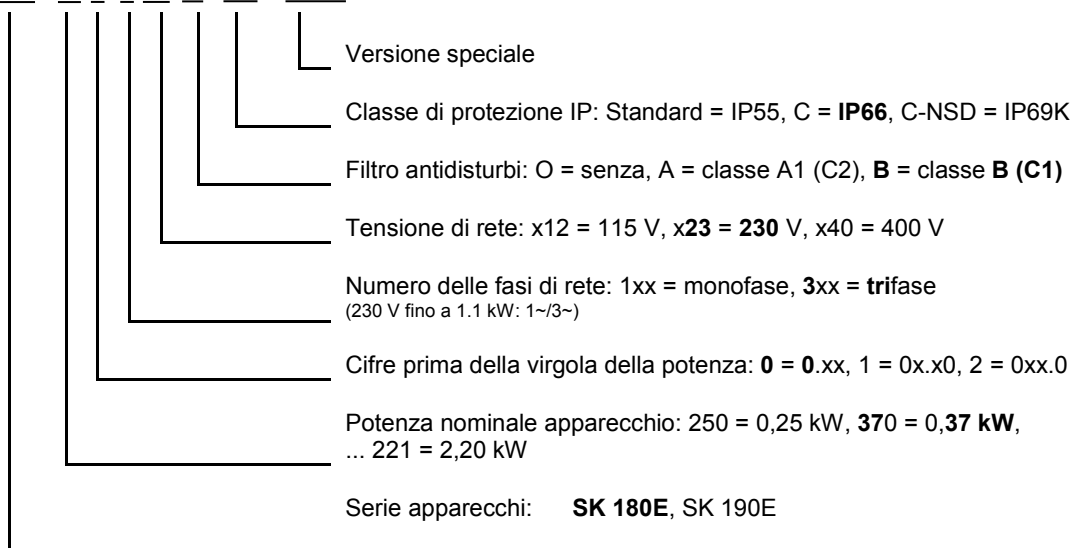 Versione speciale
Classe di protezione IP: Standard = IP55, C = IP66, C-NSD = IP69K
Filtro antidisturbi: O = senza, A = classe A1 (C2), B = classe B (C1)
Tensione di rete: x12 = 115 V, x23 = 230 V, x40 = 400 V
Numero delle fasi di rete: 1xx = monofase, 3xx = trifase
(230 V fino a 1.1 kW: 1~/3~)
Cifre prima della virgola della potenza: 0 = 0.xx, 1 = 0x.x0, 2 = 0xx.0
Potenza nominale apparecchio: 250 = 0,25 kW, 370 = 0,37 kW,
... 221 = 2,20 kW
Serie apparecchi: SK 180E, SK 190E